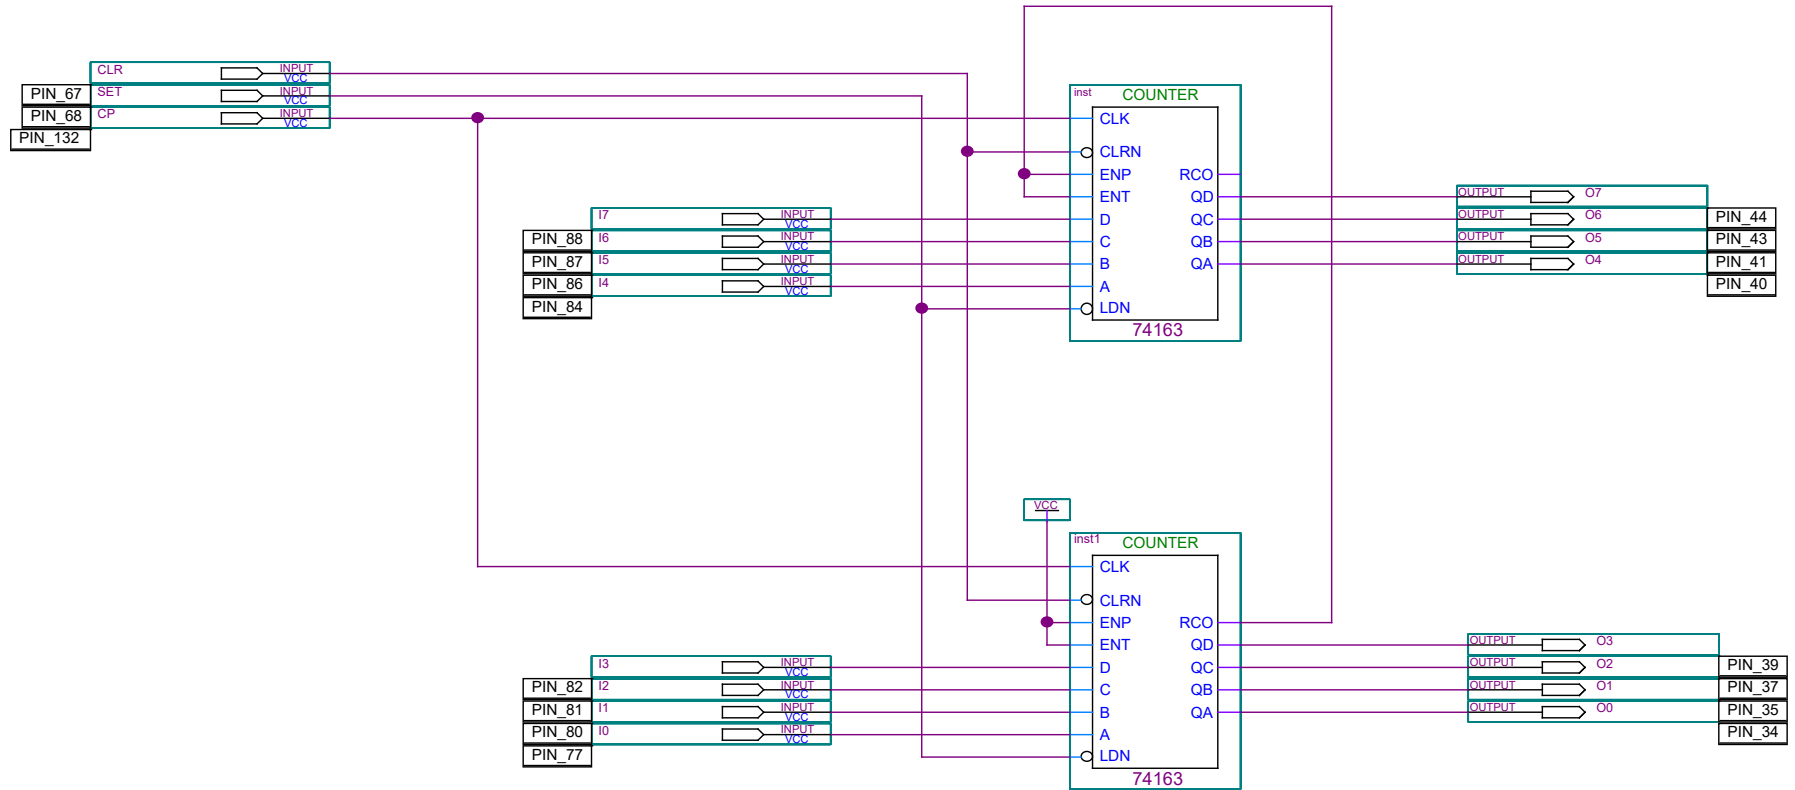 CLR INPUT VCC
PIN_67 SET INPUT VCC
PIN_68 CP INPUT VCC
PIN_132
inst COUNTER
CLK
CLRN
ENP RCO
ENT QD
D QC
C QB
B QA
A
LDN
74163
I7 INPUT VCC
PIN_88 I6 INPUT VCC
PIN_87 I5 INPUT VCC
PIN_86 I4 INPUT VCC
PIN_84
OUTPUT O7
OUTPUT O6 PIN_44
OUTPUT O5 PIN_43
OUTPUT O4 PIN_41
PIN_40
VCC
inst1 COUNTER
CLK
CLRN
ENP RCO
ENT QD
D QC
C QB
B QA
A
LDN
74163
I3 INPUT VCC
PIN_82 I2 INPUT VCC
PIN_81 I1 INPUT VCC
PIN_80 I0 INPUT VCC
PIN_77
OUTPUT O3
OUTPUT O2 PIN_39
OUTPUT O1 PIN_37
OUTPUT O0 PIN_35
PIN_34